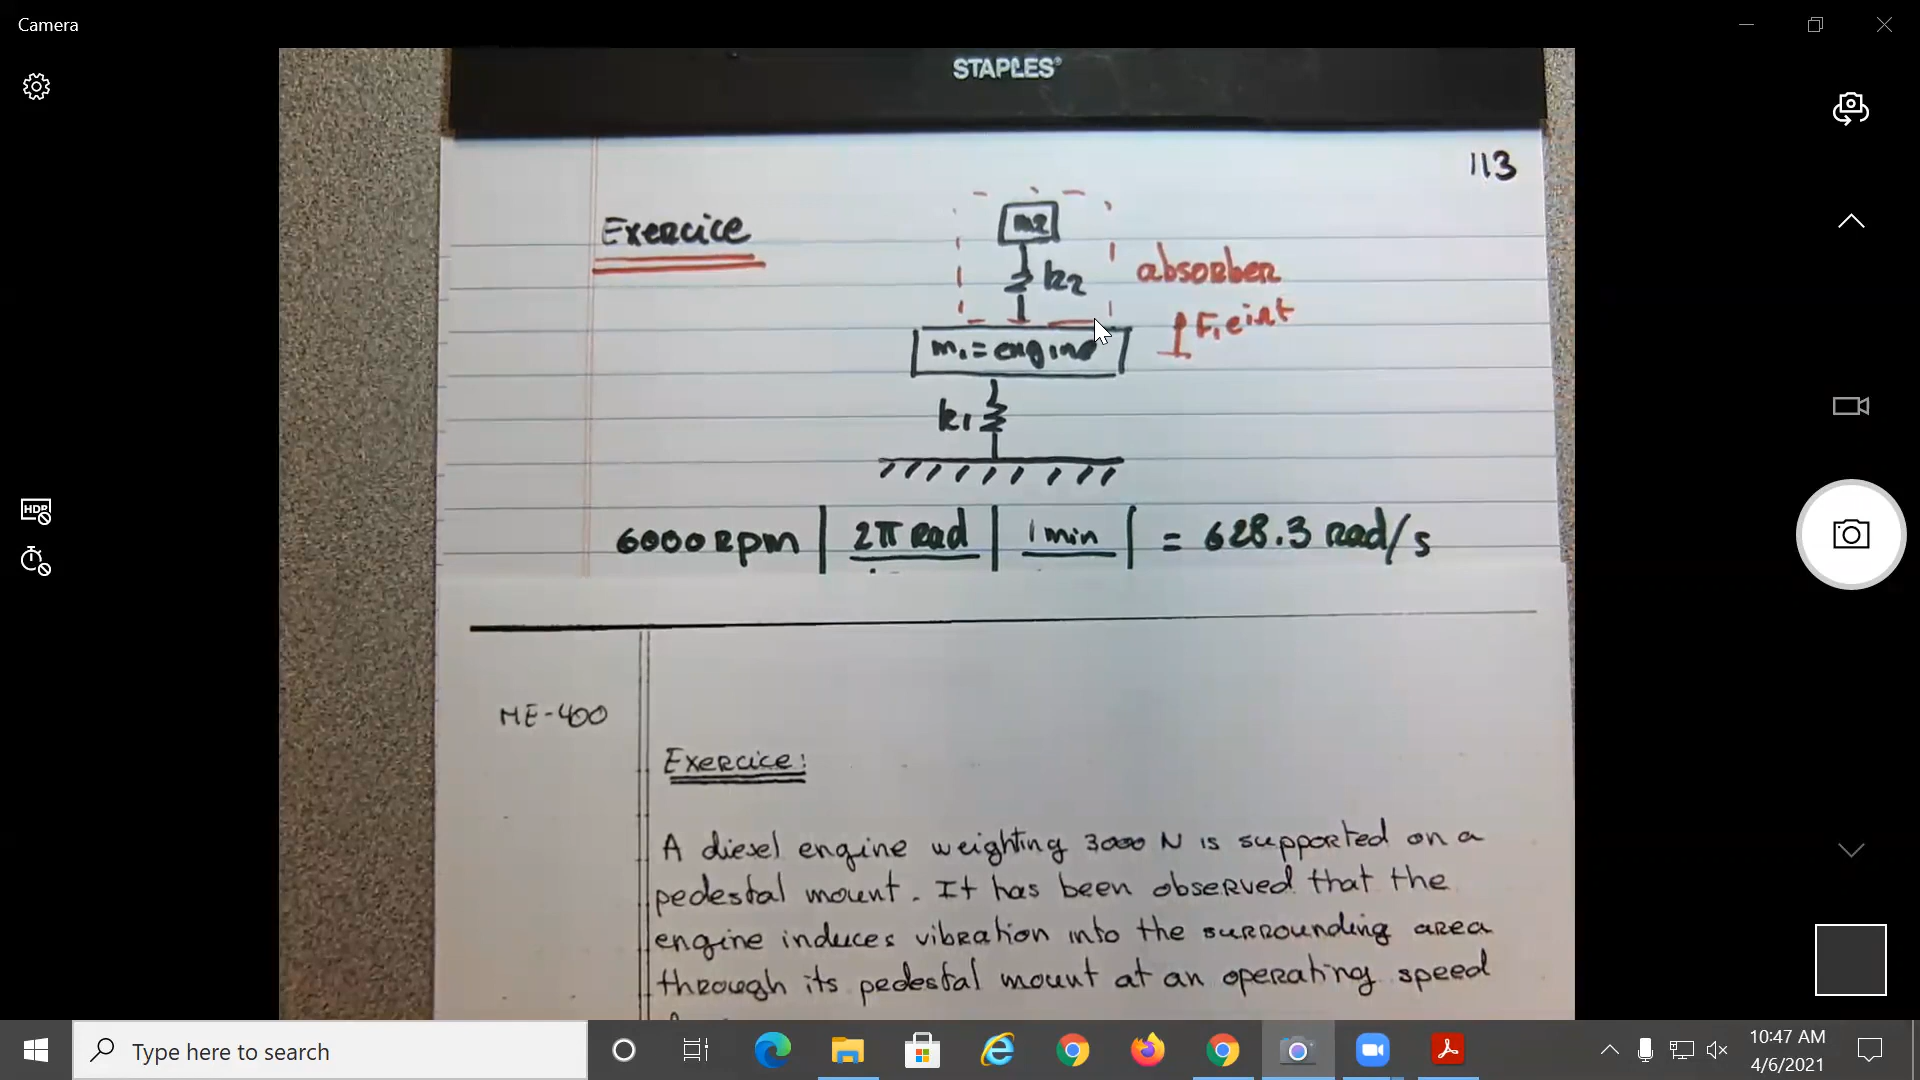 Camera
STAPLES®
113
Exercice
m2
k2
absorber
F₁eiωt
m₁ = engine
k1
6000 Rpm | 2π Rad | 1 min | = 628.3 Rad/s
ME-400
Exercice:
A diesel engine weighting 3000 N is supported on a
pedestal mount. It has been observed that the
engine induces vibration into the surrounding area
through its pedestal mount at an operating speed
HDR
Type here to search
10:47 AM
4/6/2021